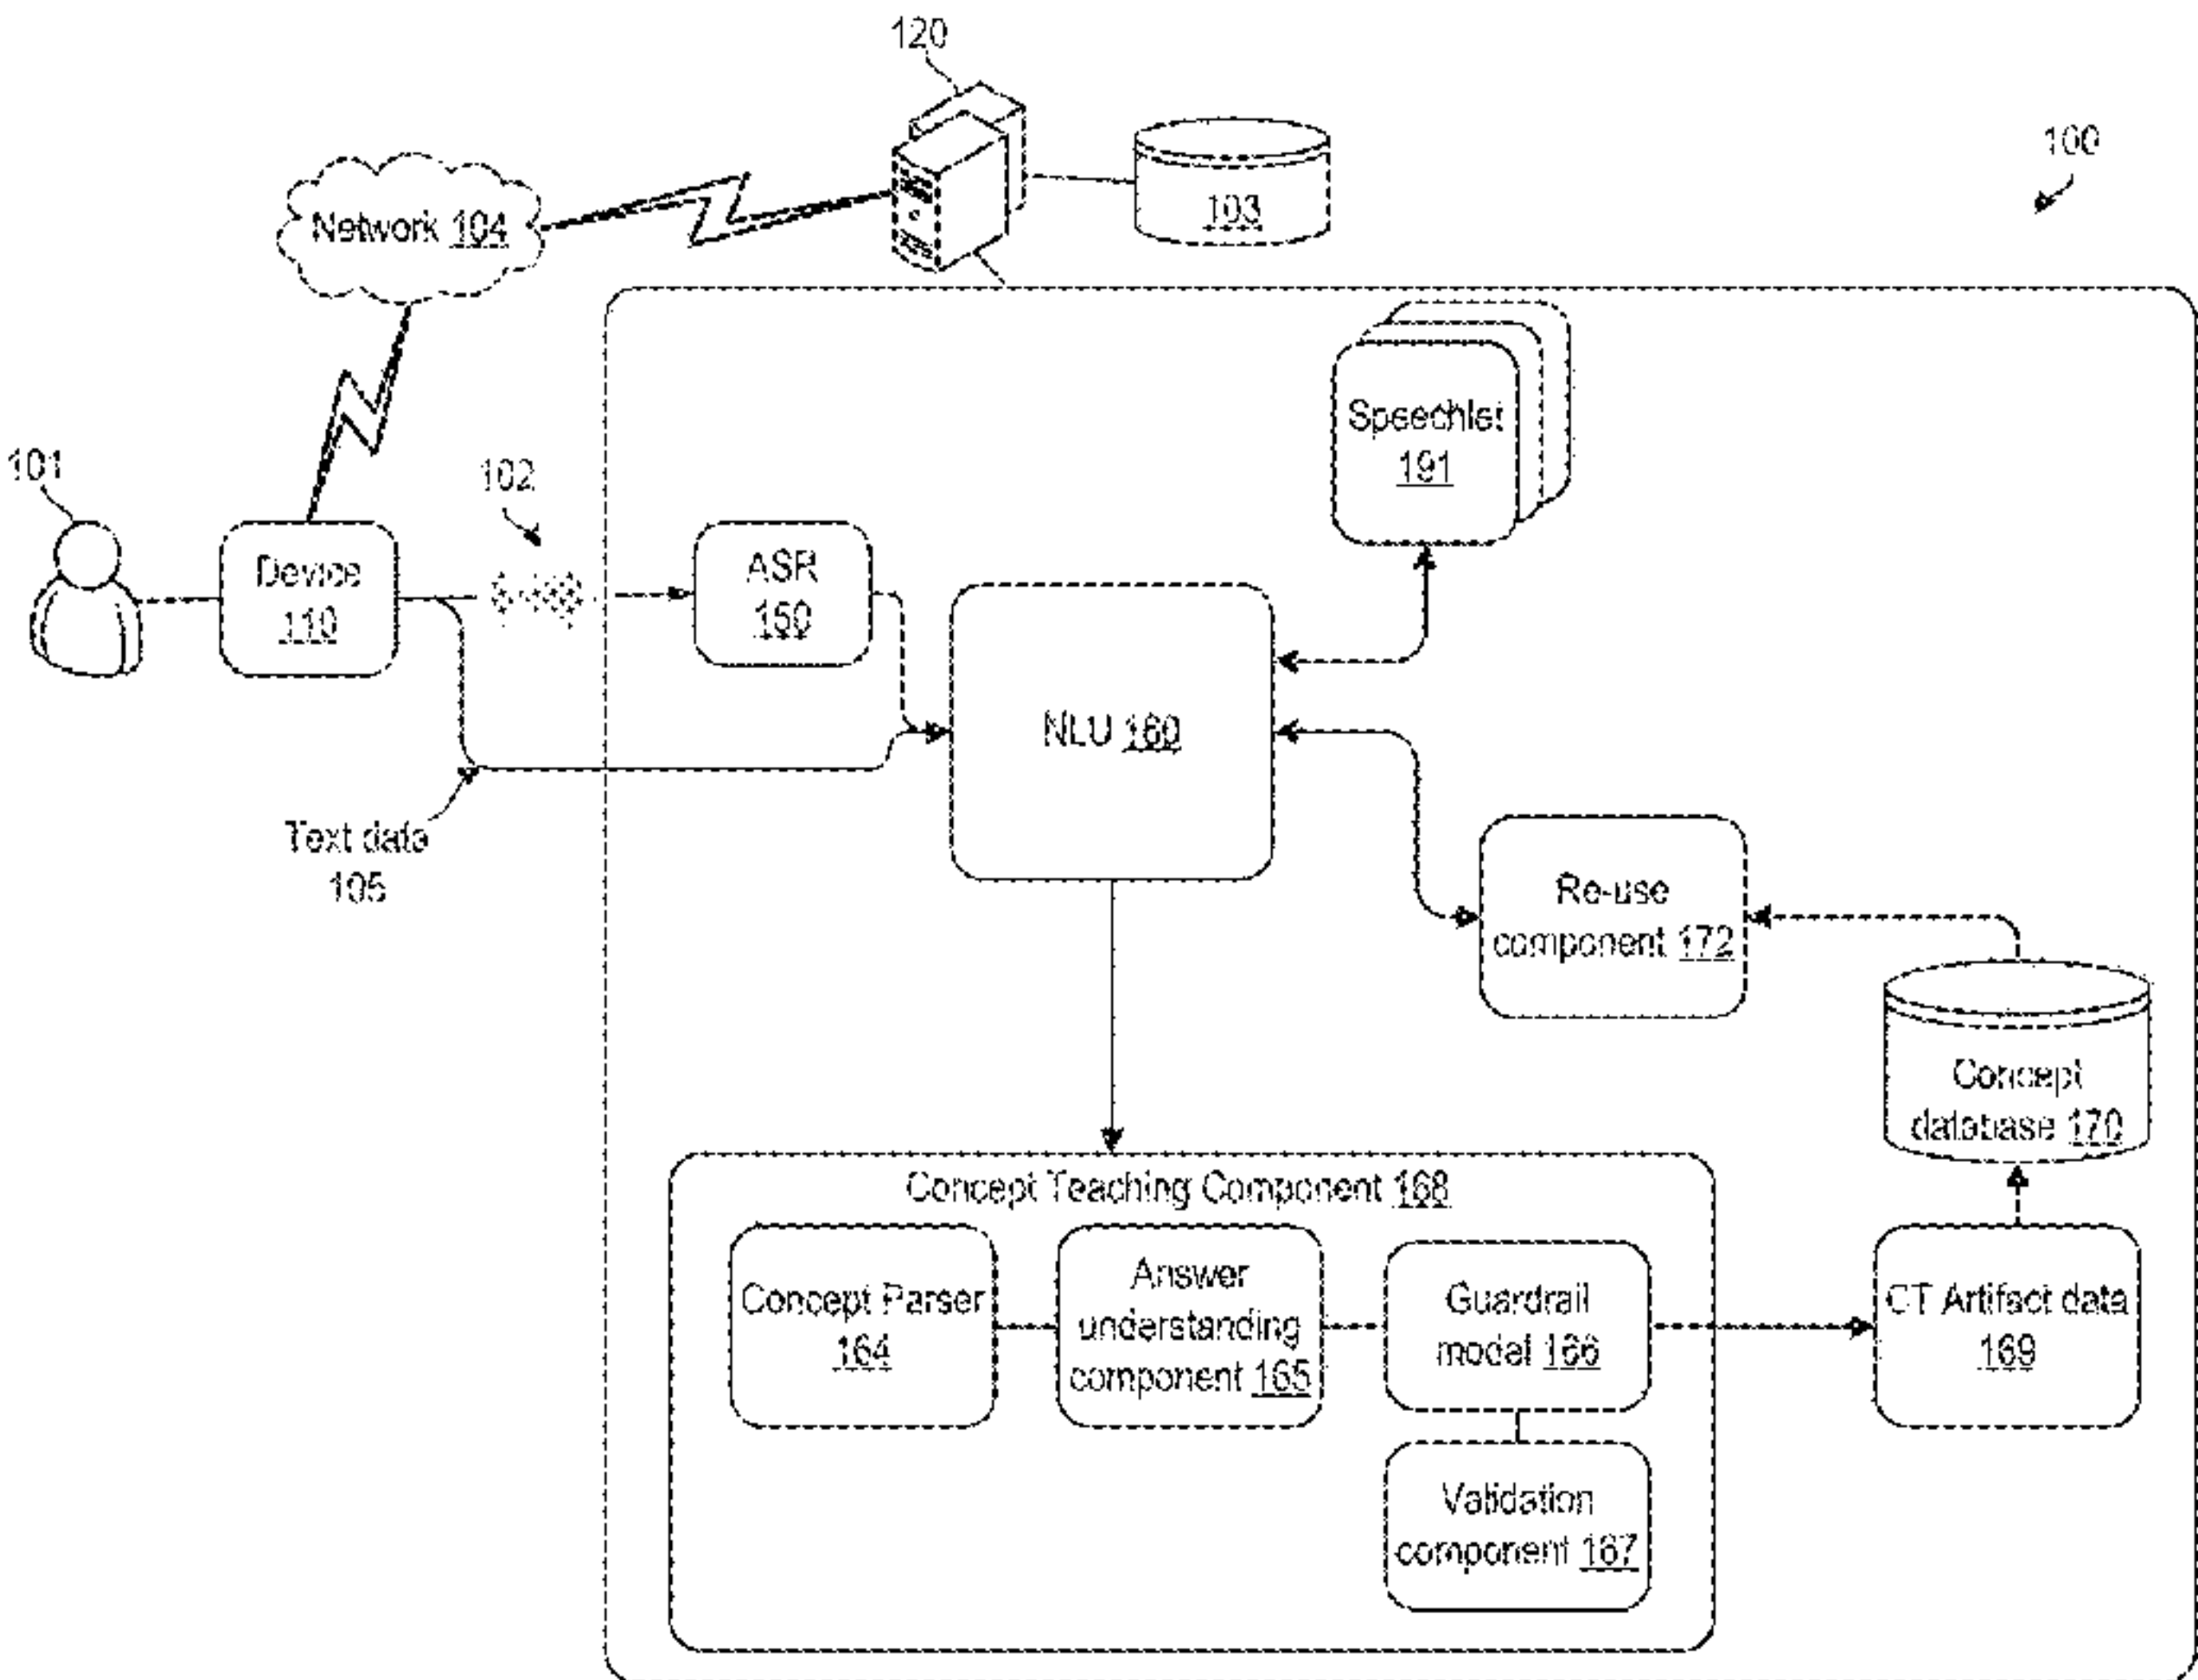 120
100
Network 104
103
Speechlet
191
101
102
Device
110
ASR
150
NLU 160
Text data
105
Re-use
component 172
Concept
database 170
Concept Teaching Component 168
Concept Parser
164
Answer
understanding
component 165
Guardrail
model 166
CT Artifact data
169
Validation
component 167